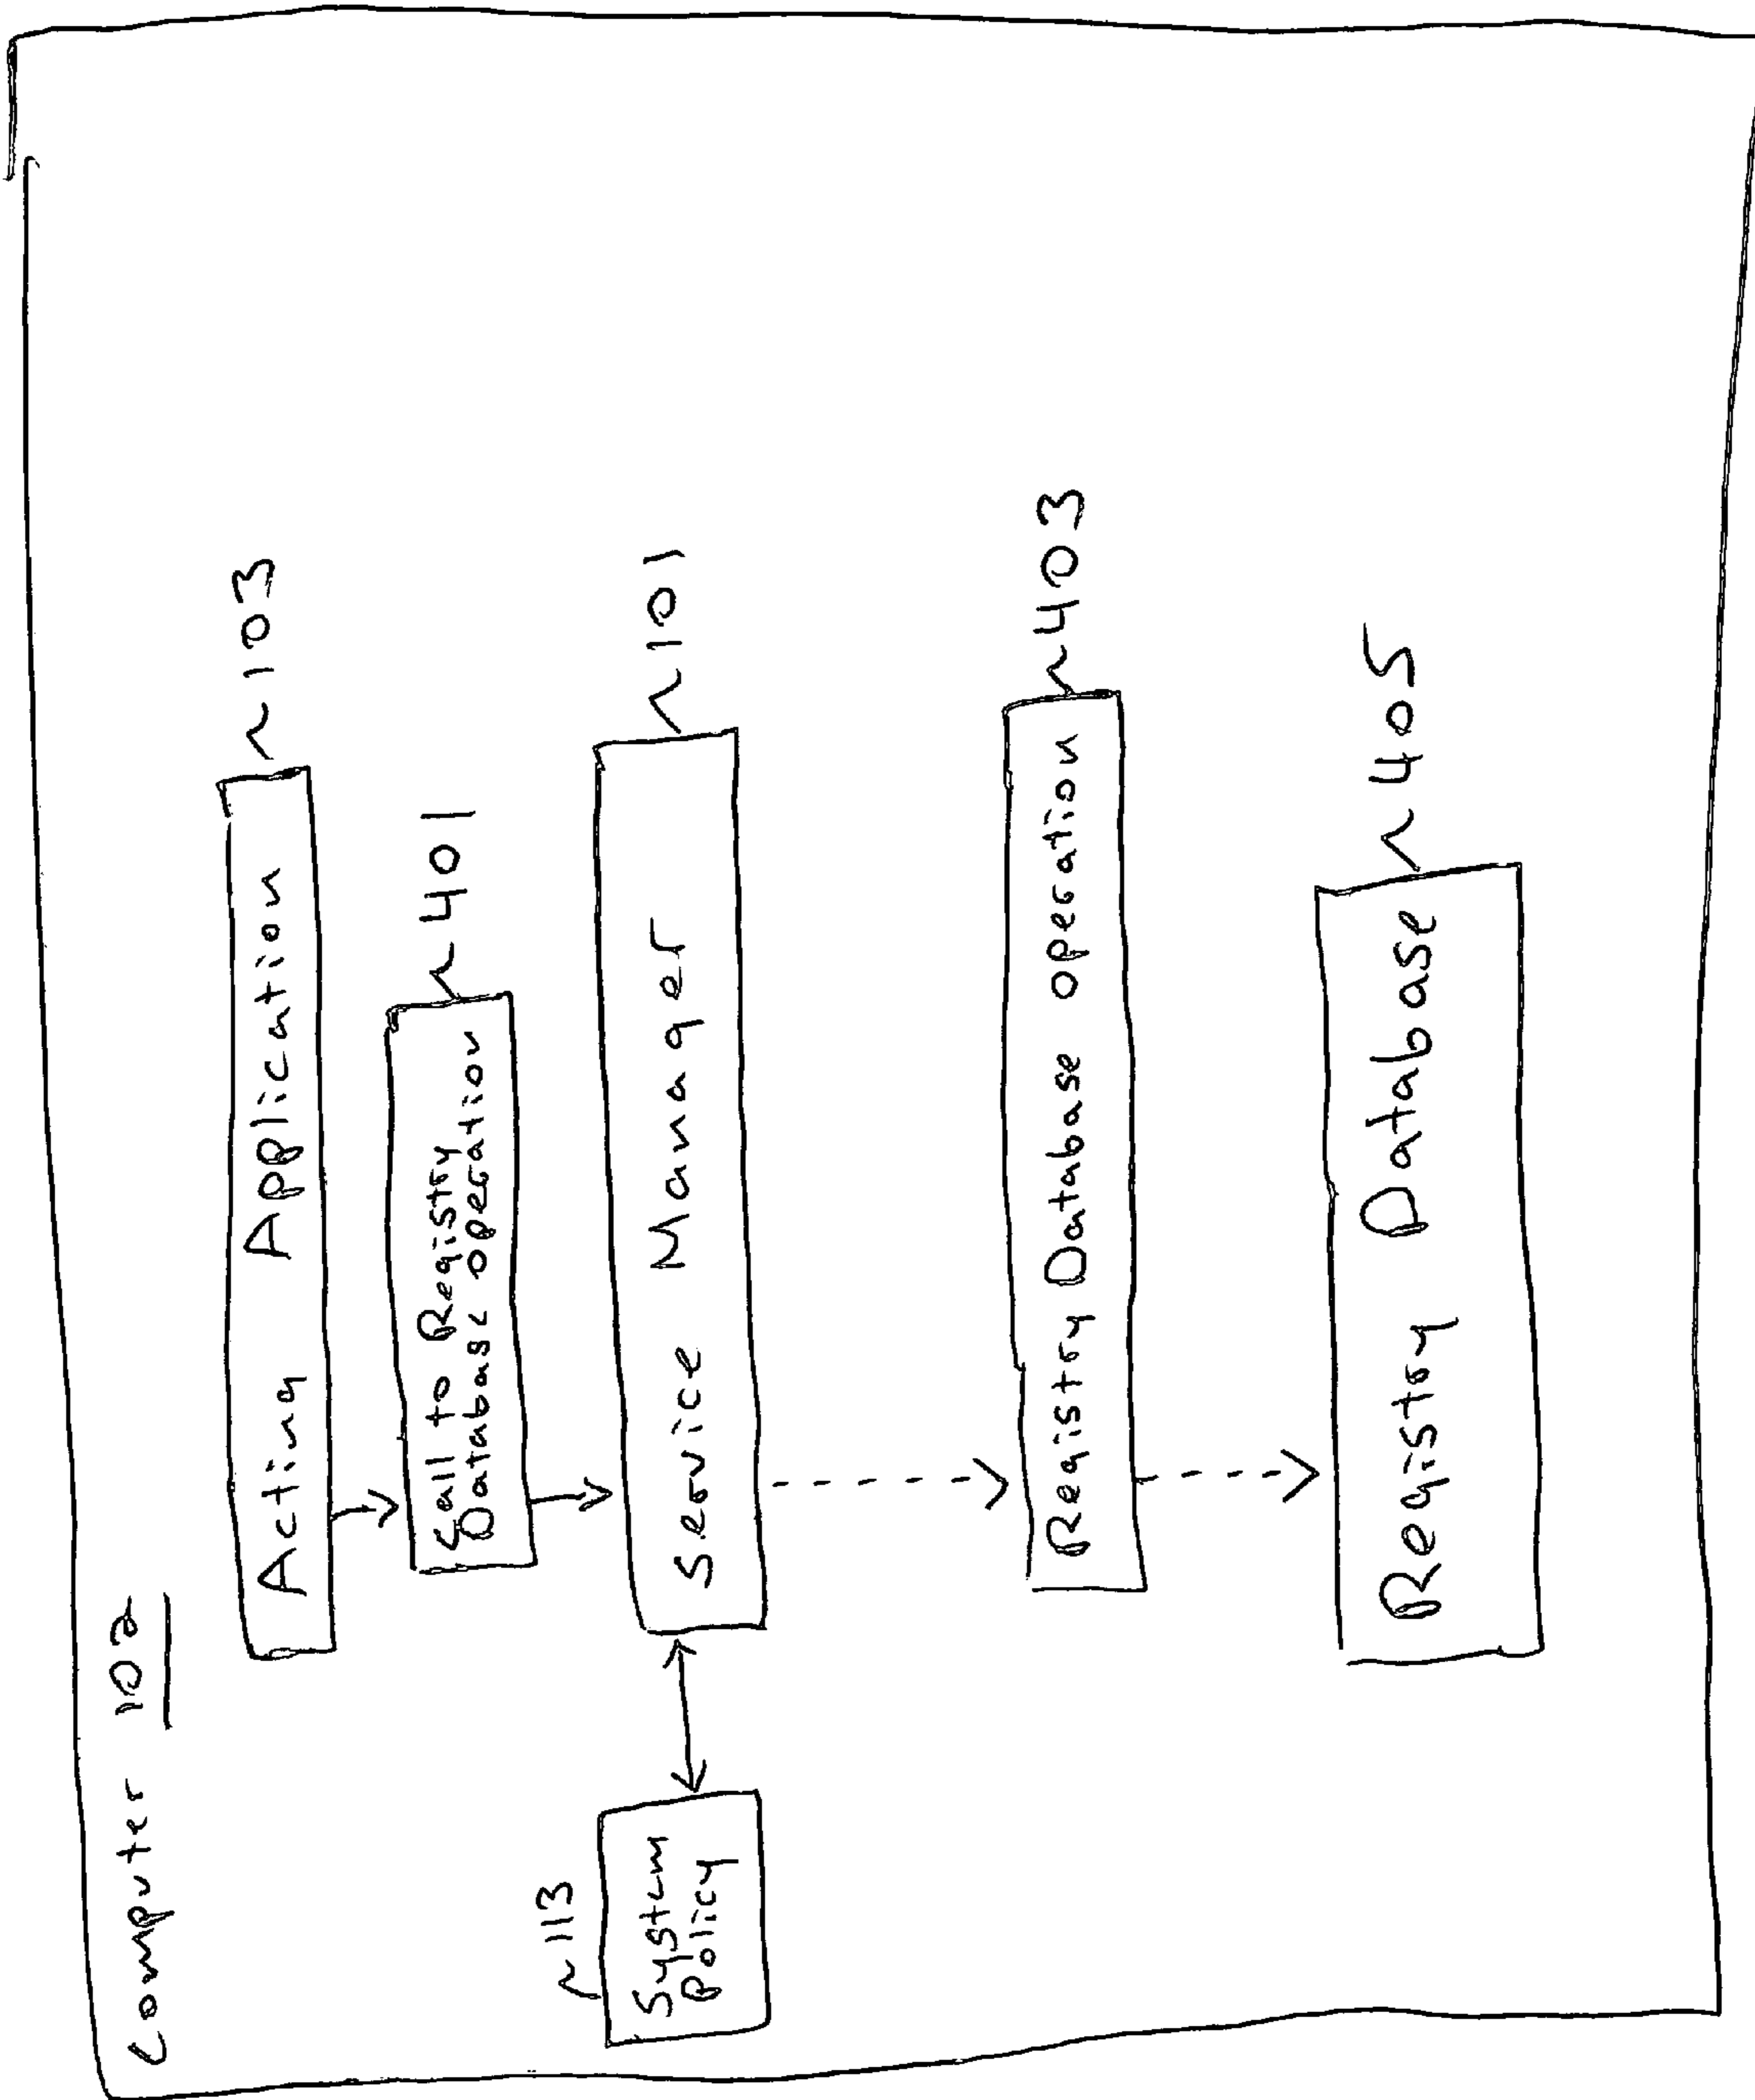 Computer 102
Acting Application
103
Call to Registry
Database operation
401
System
Policy
113
Service Manager
101
Registry Database operation
403
Registry Database
405